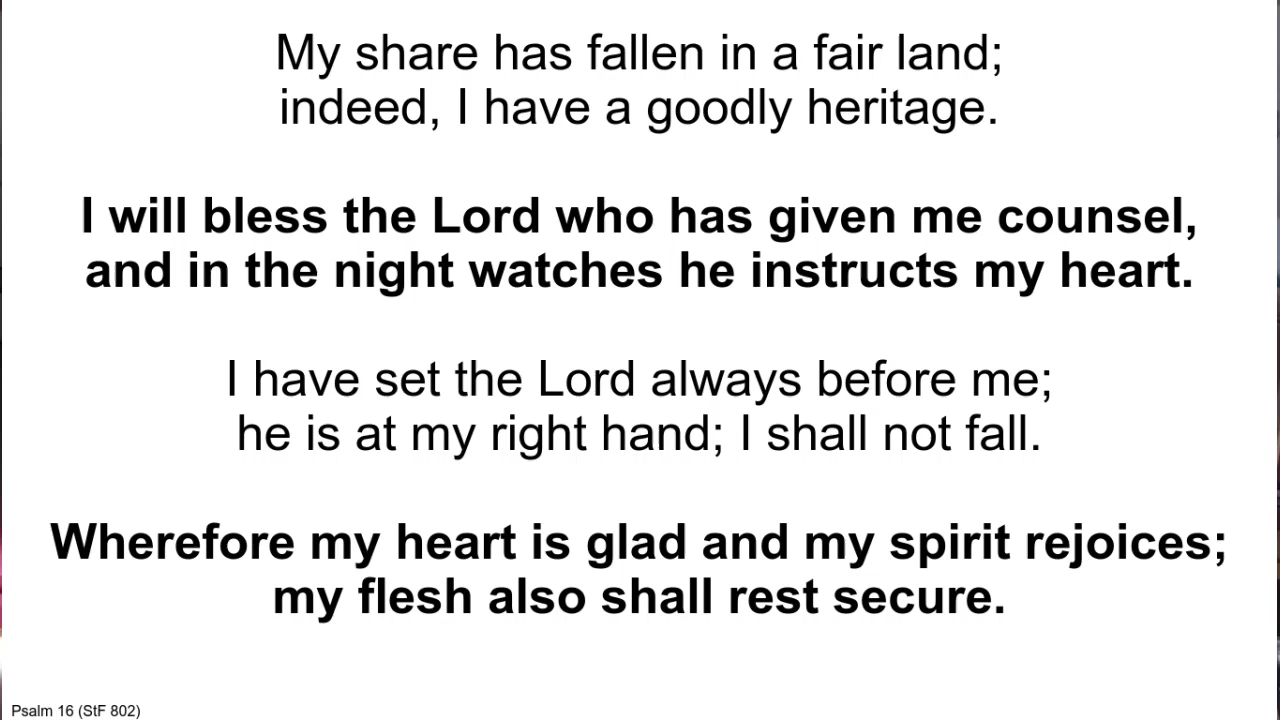 My share has fallen in a fair land;
indeed, I have a goodly heritage.
I will bless the Lord who has given me counsel,
and in the night watches he instructs my heart.
I have set the Lord always before me;
he is at my right hand; I shall not fall.
Wherefore my heart is glad and my spirit rejoices;
my flesh also shall rest secure.
Psalm 16 (StF 802)